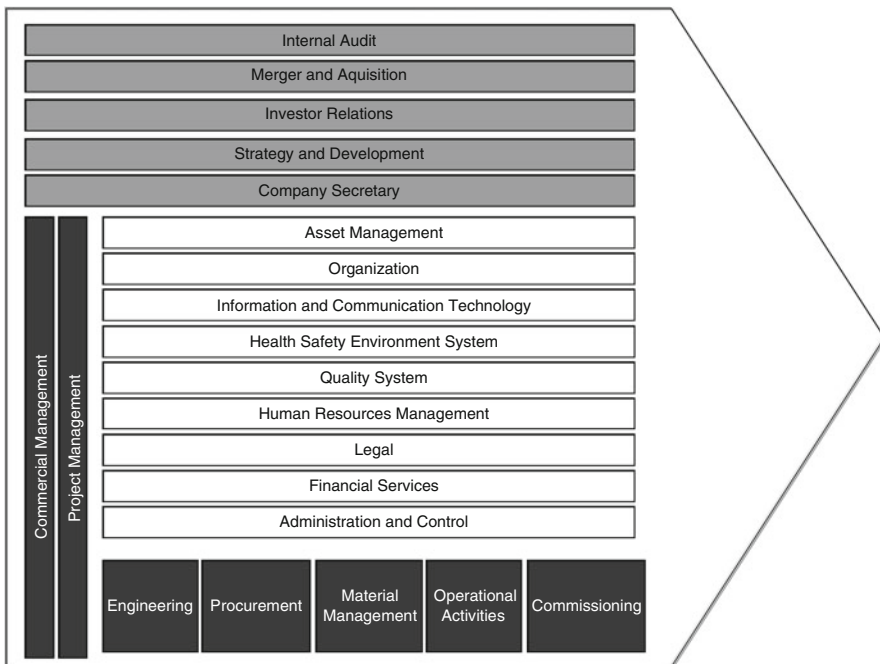 Internal Audit
Merger and Aquisition
Investor Relations
Strategy and Development
Company Secretary
Commercial Management
Project Management
Asset Management
Organization
Information and Communication Technology
Health Safety Environment System
Quality System
Human Resources Management
Legal
Financial Services
Administration and Control
Engineering
Procurement
Material
Management
Operational
Activities
Commissioning